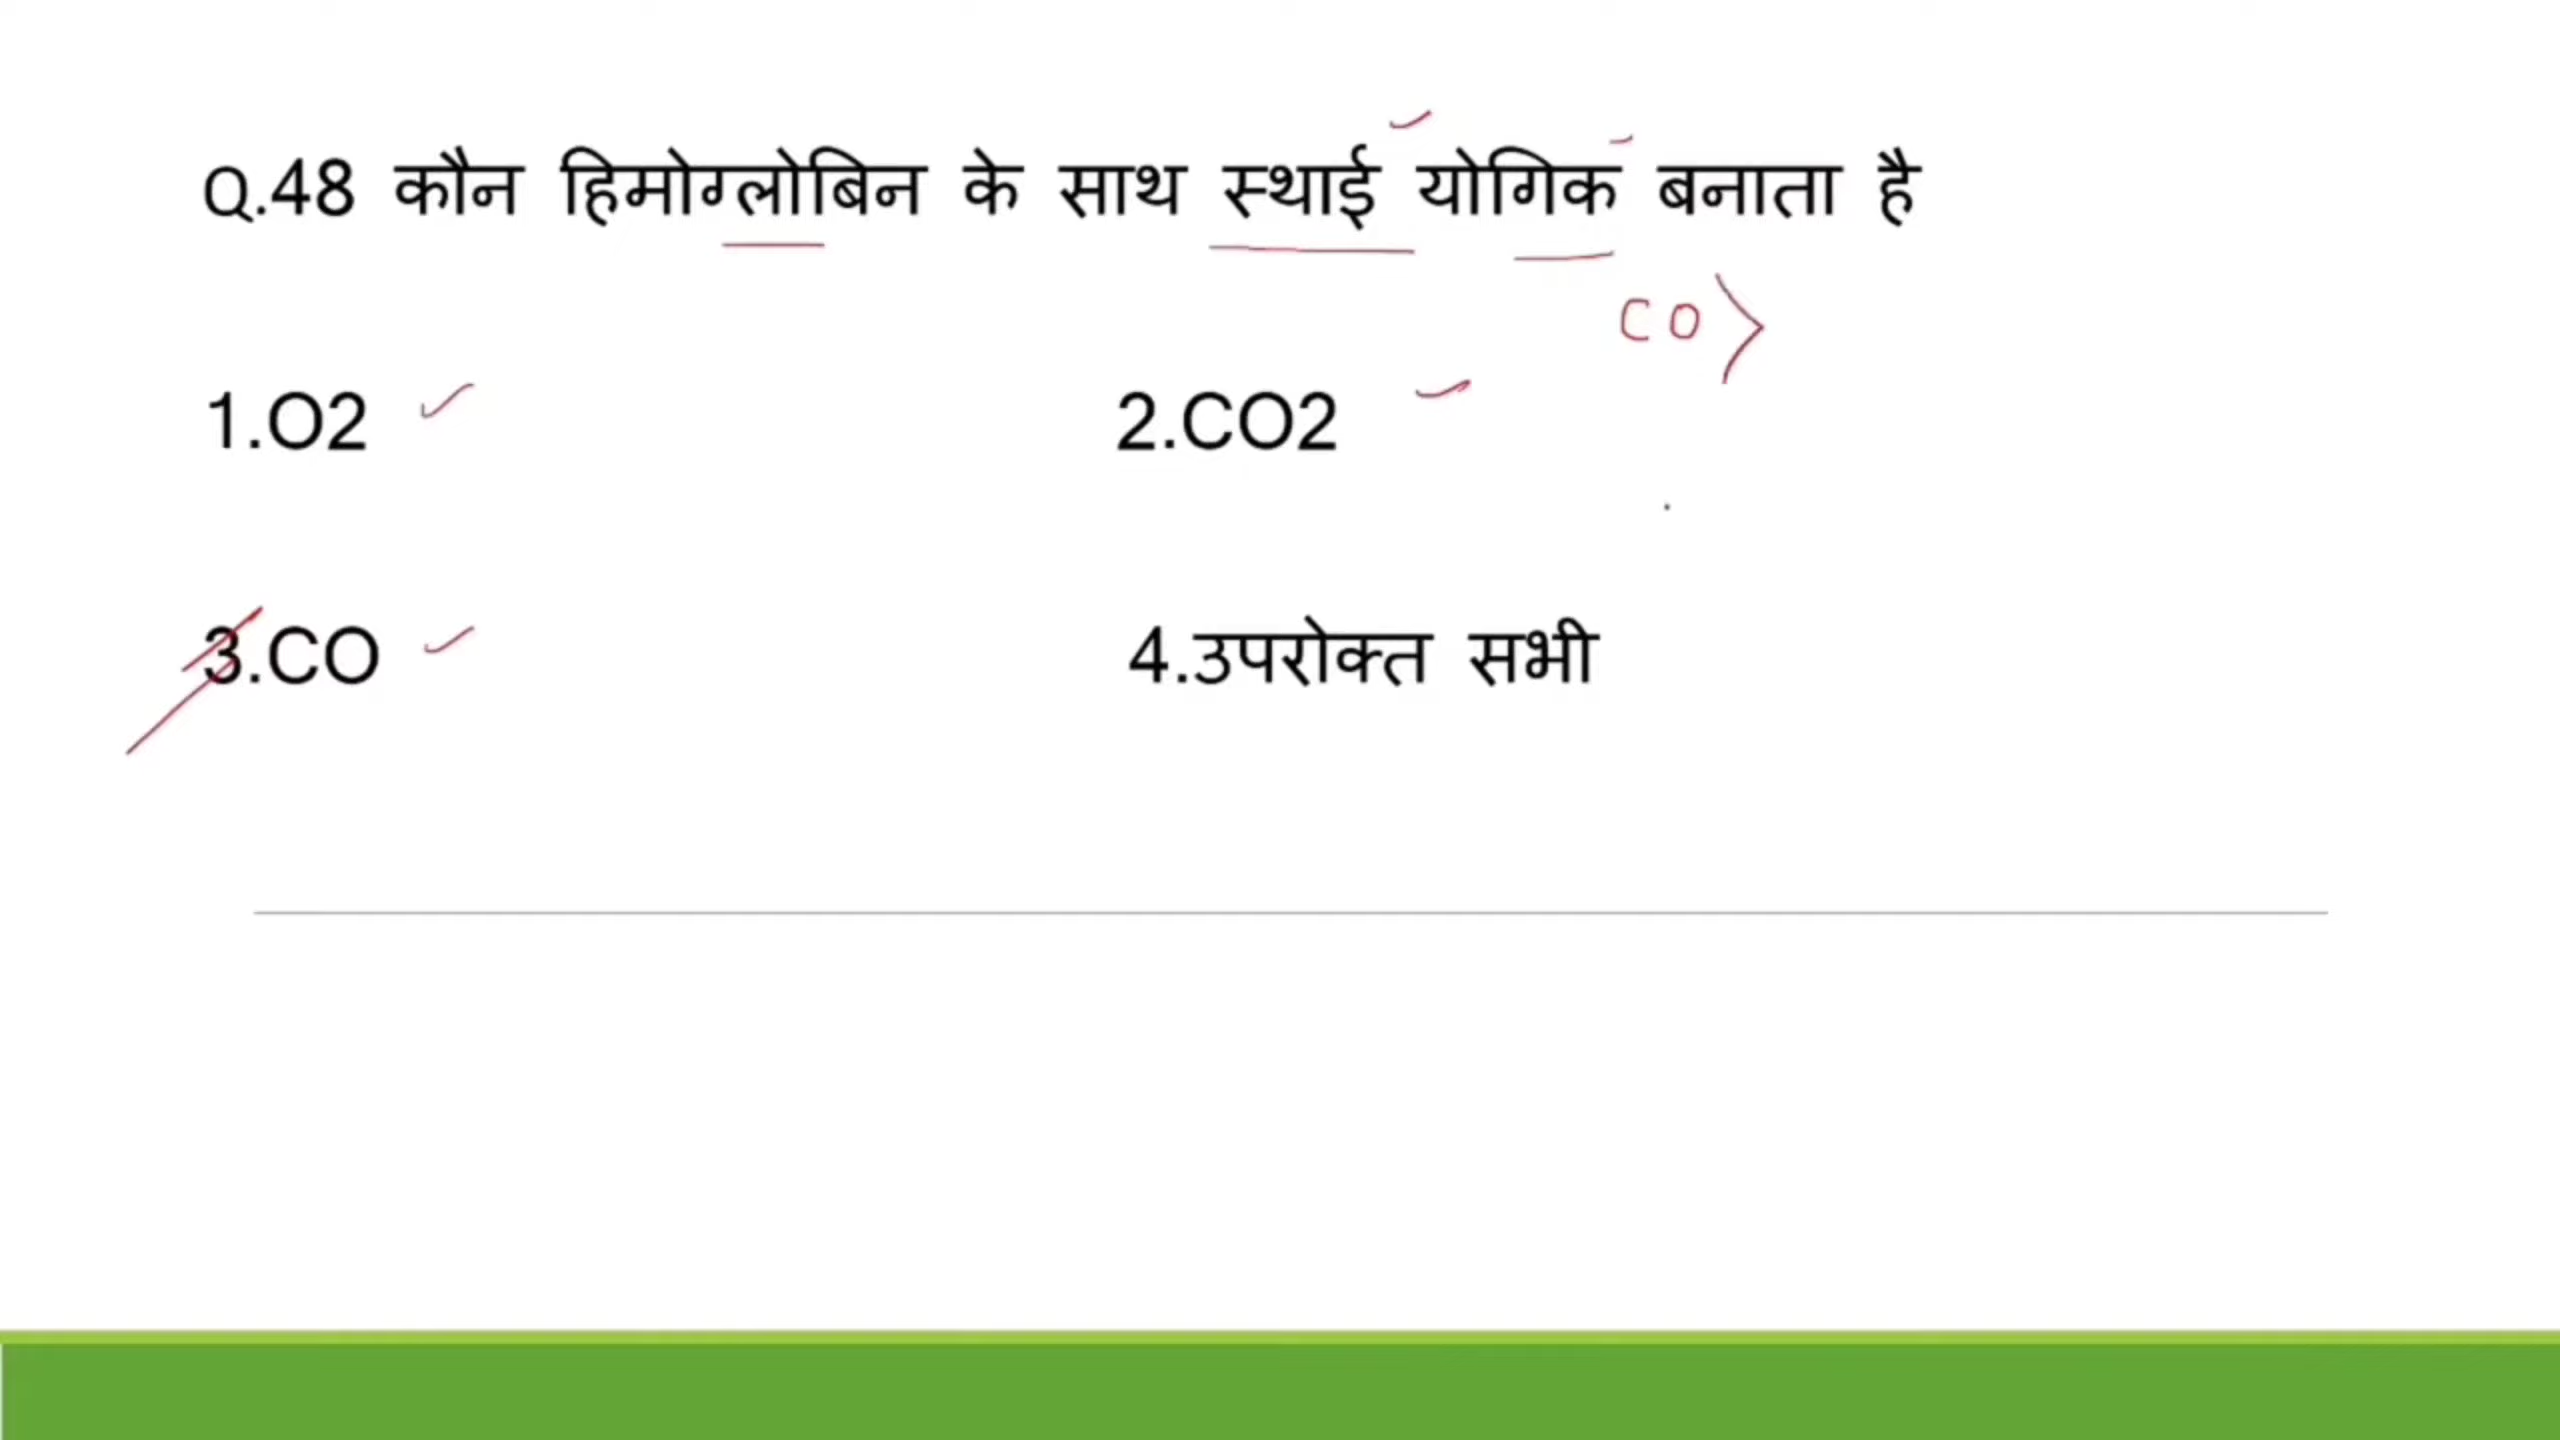 Q.48 कौन हिमोग्लोबिन के साथ स्थाई योगिक बनाता है
CO>
1.O2 2.CO2
3.CO 4.उपरोक्त सभी